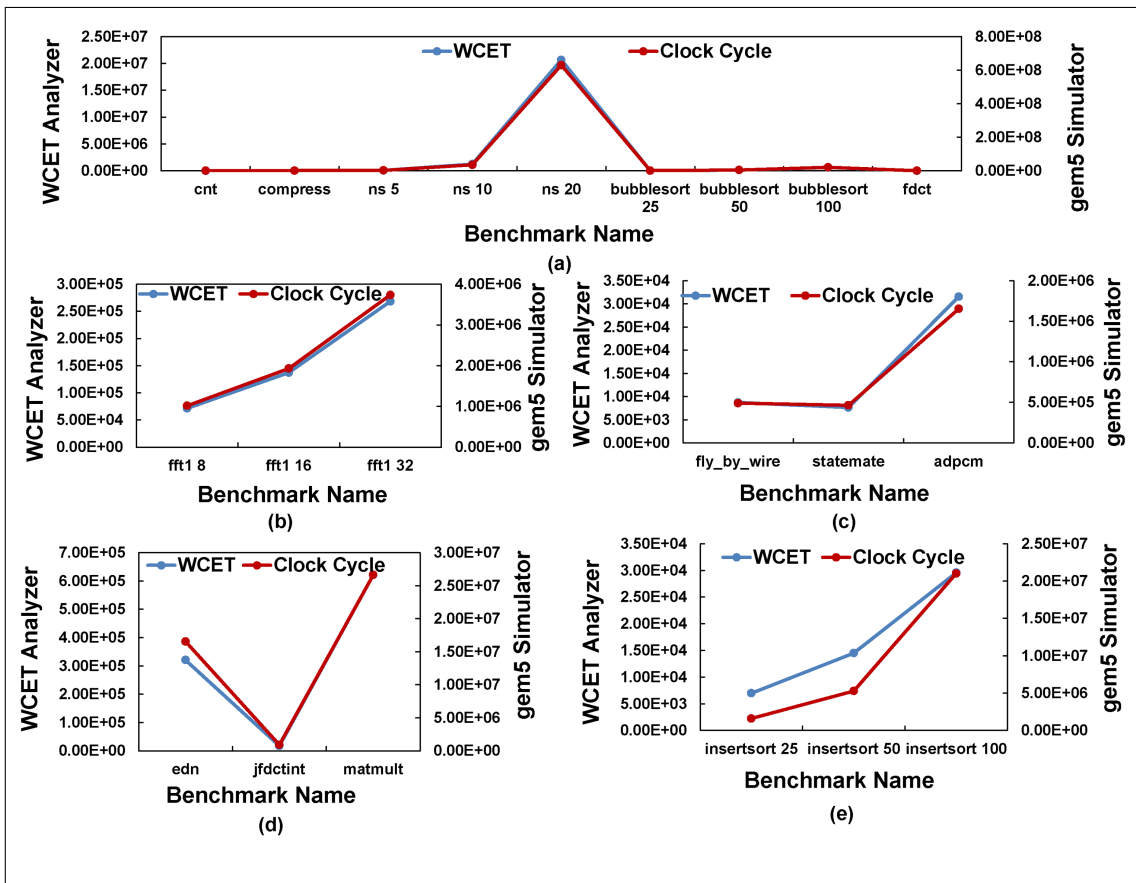 WCET
Clock Cycle
WCET Analyzer
2.50E+07
2.00E+07
1.50E+07
1.00E+07
5.00E+06
0.00E+00
8.00E+08
6.00E+08
4.00E+08
2.00E+08
0.00E+00
gem5 Simulator
cnt compress ns 5 ns 10 ns 20 bubblesort 25 bubblesort 50 bubblesort 100 fdct
Benchmark Name
(a)
WCET
Clock Cycle
WCET Analyzer
3.00E+05
2.50E+05
2.00E+05
1.50E+05
1.00E+05
5.00E+04
0.00E+00
4.00E+06
3.00E+06
2.00E+06
1.00E+06
0.00E+00
gem5 Simulator
fft1 8 fft1 16 fft1 32
Benchmark Name
(b)
WCET
Clock Cycle
WCET Analyzer
3.50E+04
3.00E+04
2.50E+04
2.00E+04
1.50E+04
1.00E+04
5.00E+03
0.00E+00
2.00E+06
1.50E+06
1.00E+06
5.00E+05
0.00E+00
gem5 Simulator
fly_by_wire statemate adpcm
Benchmark Name
(c)
WCET
Clock Cycle
WCET Analyzer
7.00E+05
6.00E+05
5.00E+05
4.00E+05
3.00E+05
2.00E+05
1.00E+05
0.00E+00
3.00E+07
2.50E+07
2.00E+07
1.50E+07
1.00E+07
5.00E+06
0.00E+00
gem5 Simulator
edn jfdctint matmult
Benchmark Name
(d)
WCET
Clock Cycle
WCET Analyzer
3.50E+04
3.00E+04
2.50E+04
2.00E+04
1.50E+04
1.00E+04
5.00E+03
0.00E+00
2.50E+07
2.00E+07
1.50E+07
1.00E+07
5.00E+06
0.00E+00
gem5 Simulator
insertsort 25 insertsort 50 insertsort 100
Benchmark Name
(e)